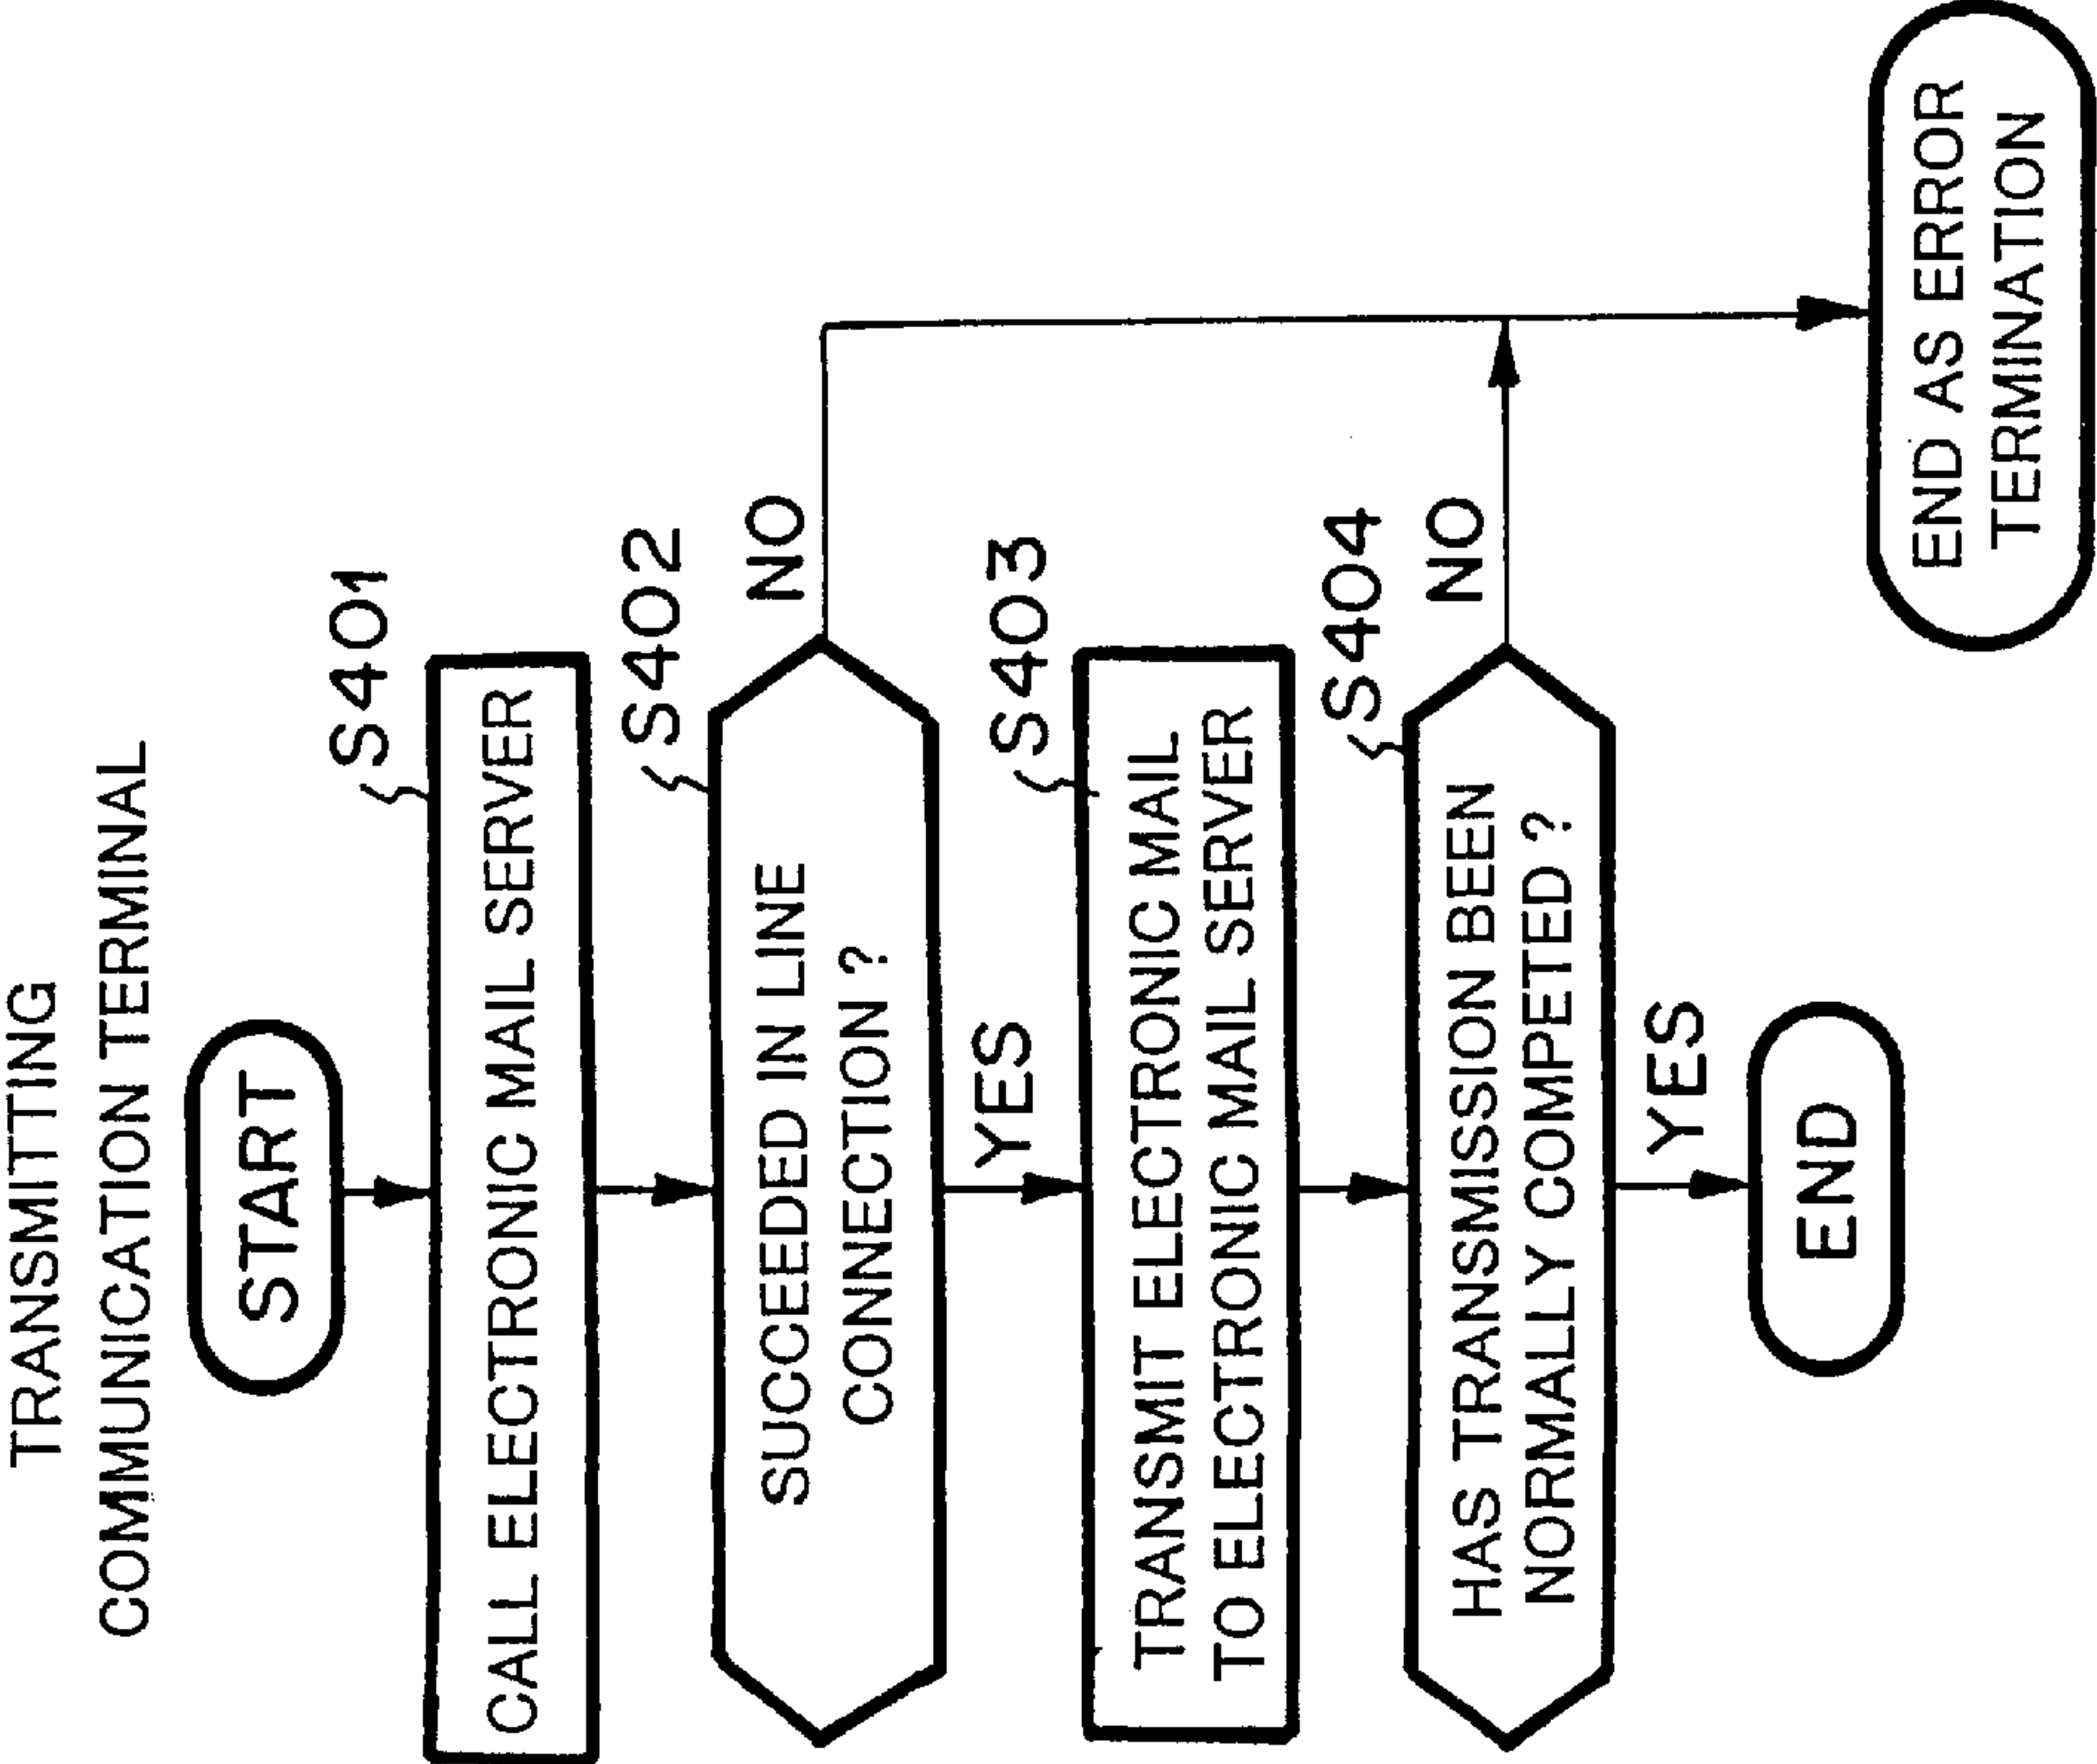 TRANSMITTING
COMMUNICATION TERMINAL
START
S401
CALL ELECTRONIC MAIL SERVER
S402
SUCCEEDED IN LINE
CONNECTION ?
NO
YES
S403
TRANSMIT ELECTRONIC MAIL
TO ELECTRONIC MAIL SERVER
S404
HAS TRANSMISSION BEEN
NORMALLY COMPETED ?
NO
YES
END
END AS ERROR
TERMINATION